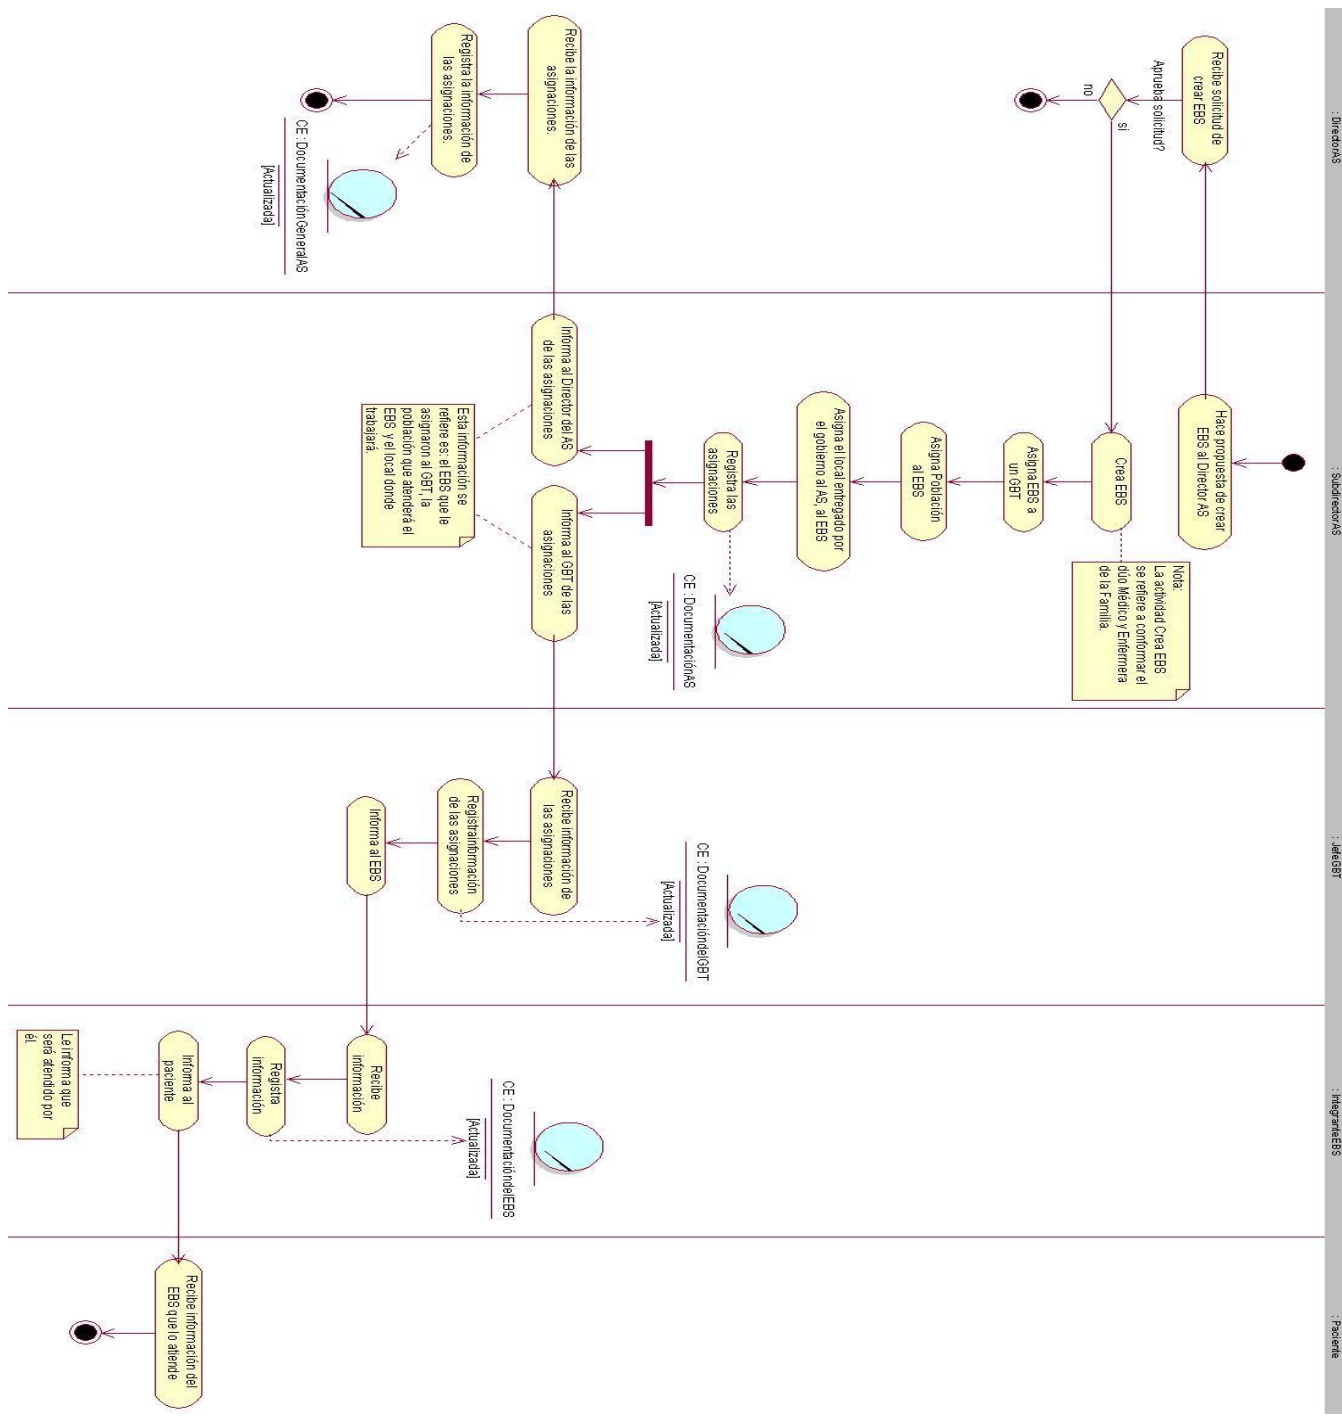 : DirectorAS
: SubdirectorAS
: JefeGBT
: IntegranteEBS
: Paciente
Hace propuesta de crear
EBS al Director AS
Recibe solicitud de
crear EBS
Aprueba solicitud?
si
no
Crea EBS
Nota:
La actividad Crea EBS
se refiere a conformar el
dúo Médico y Enfermera
de la Familia.
Asigna EBS a
un GBT
Asigna Población
al EBS
Asigna el local entregado por
el gobierno al AS, al EBS
Registra las
asignaciones
CE : DocumentaciónAS
[Actualizada]
Informa al Director del AS
de las asignaciones
Informa al GBT de las
asignaciones
Esta información se
refiere es: el EBS que le
asignaron al GBT, la
población que atenderá el
EBS y el local donde
trabajará.
Recibe la información de las
asignaciones.
Registra la información de
las asignaciones.
CE : DocumentaciónGeneralAS
[Actualizada]
Recibe información de
las asignaciones
Registrainformación
de las asignaciones
CE : DocumentacióndelGBT
[Actualizada]
Informa al EBS
Recibe
información
Registra
información
CE : DocumentacióndelEBS
[Actualizada]
Informa al
paciente
Le informa que
será atendido por
él.
Recibe información del
EBS que lo atiende